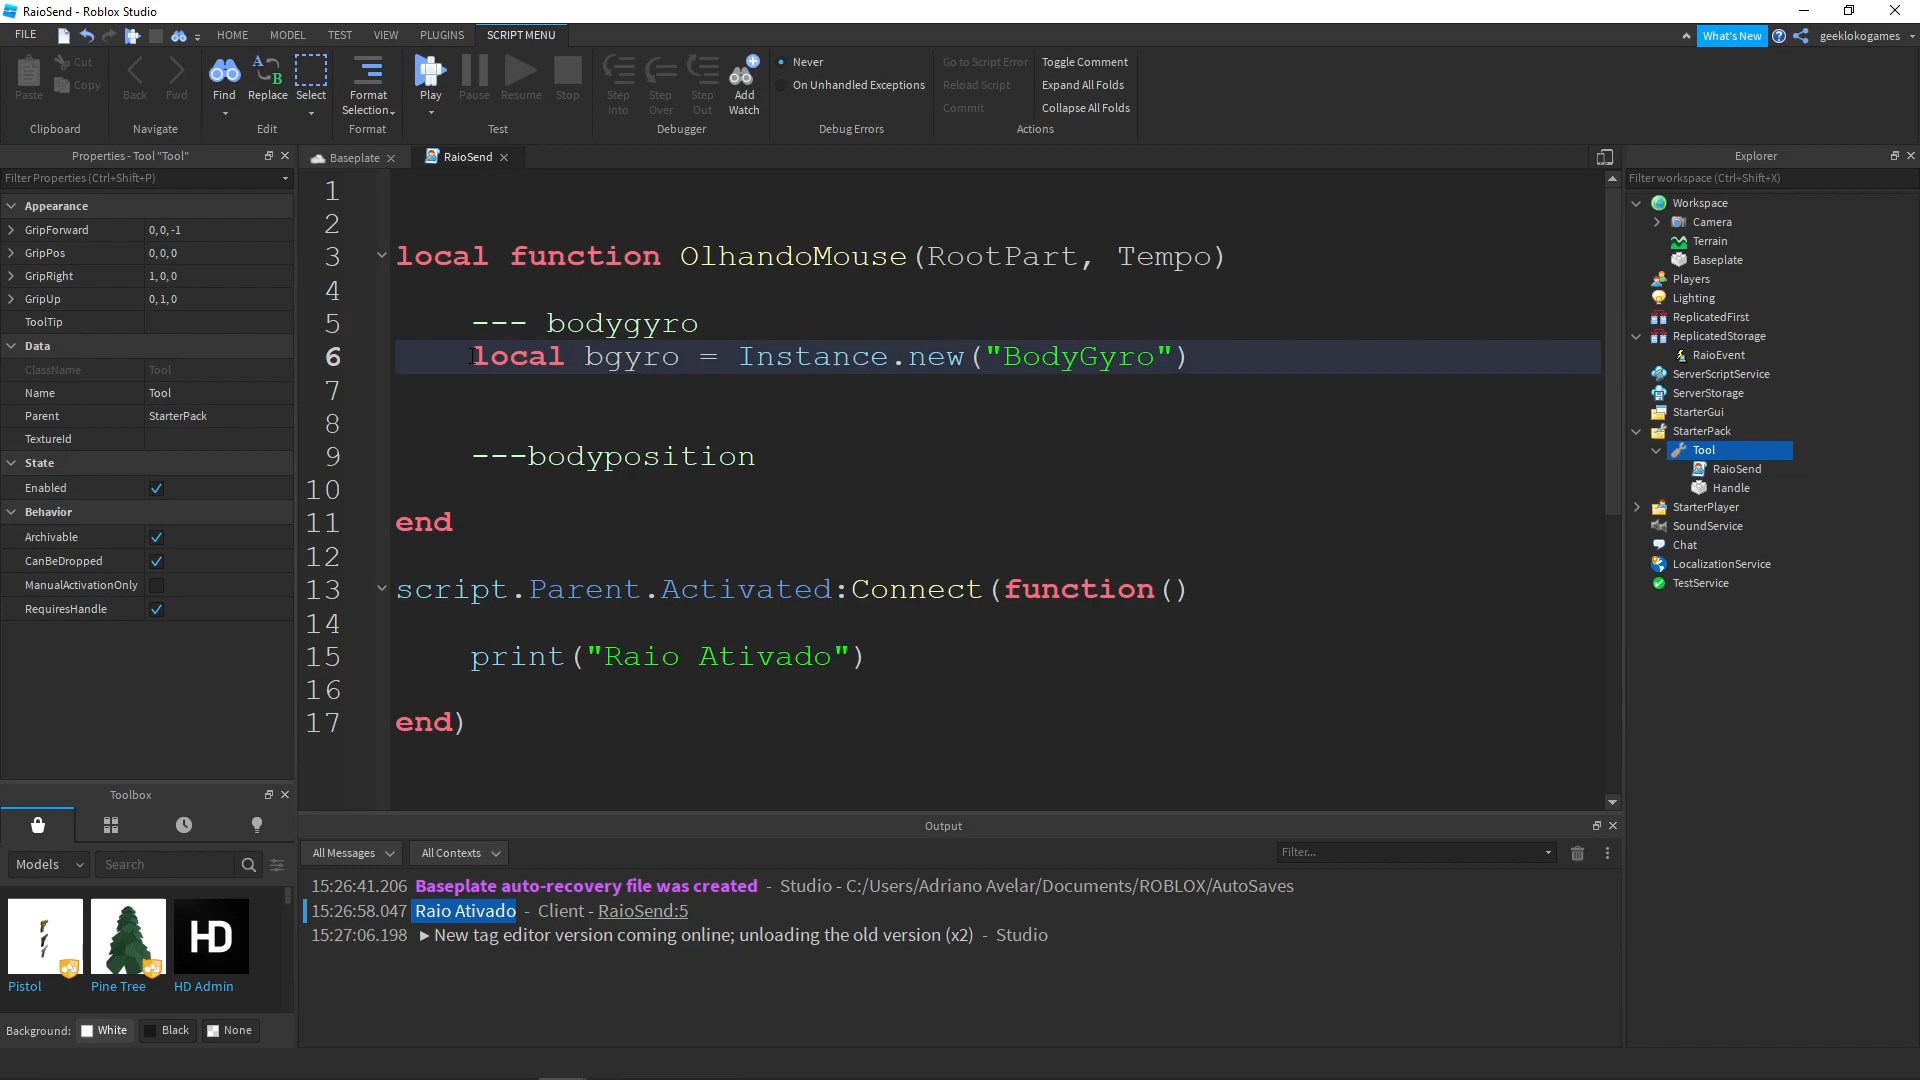 RaioSend - Roblox Studio
FILE
HOME
MODEL
TEST
VIEW
PLUGINS
SCRIPT MENU
What's New
geeklokogames
Paste
Cut
Copy
Clipboard
Back
Fwd
Navigate
Find
Replace
Select
Edit
Format
Selection
Format
Play
Pause
Resume
Stop
Test
Step
Into
Step
Over
Step
Out
Add
Watch
Debugger
Never
On Unhandled Exceptions
Debug Errors
Go to Script Error
Reload Script
Commit
Toggle Comment
Expand All Folds
Collapse All Folds
Actions
Properties - Tool "Tool"
Filter Properties (Ctrl+Shift+P)
Appearance
GripForward 0, 0, -1
GripPos 0, 0, 0
GripRight 1, 0, 0
GripUp 0, 1, 0
ToolTip
Data
ClassName Tool
Name Tool
Parent StarterPack
TextureId
State
Enabled
Behavior
Archivable
CanBeDropped
ManualActivationOnly
RequiresHandle
Toolbox
Models
Search
Pistol
Pine Tree
HD
HD Admin
Background: White Black None
Baseplate
RaioSend
1
2
3 local function OlhandoMouse(RootPart, Tempo)
4
5 --- bodygyro
6 local bgyro = Instance.new("BodyGyro")
7
8
9 ---bodyposition
10
11 end
12
13 script.Parent.Activated:Connect(function()
14
15 print("Raio Ativado")
16
17 end)
Output
All Messages
All Contexts
Filter...
15:26:41.206 Baseplate auto-recovery file was created - Studio - C:/Users/Adriano Avelar/Documents/ROBLOX/AutoSaves
15:26:58.047 Raio Ativado - Client - RaioSend:5
15:27:06.198 ▶ New tag editor version coming online; unloading the old version (x2) - Studio
Explorer
Filter workspace (Ctrl+Shift+X)
Workspace
Camera
Terrain
Baseplate
Players
Lighting
ReplicatedFirst
ReplicatedStorage
RaioEvent
ServerScriptService
ServerStorage
StarterGui
StarterPack
Tool
RaioSend
Handle
StarterPlayer
SoundService
Chat
LocalizationService
TestService